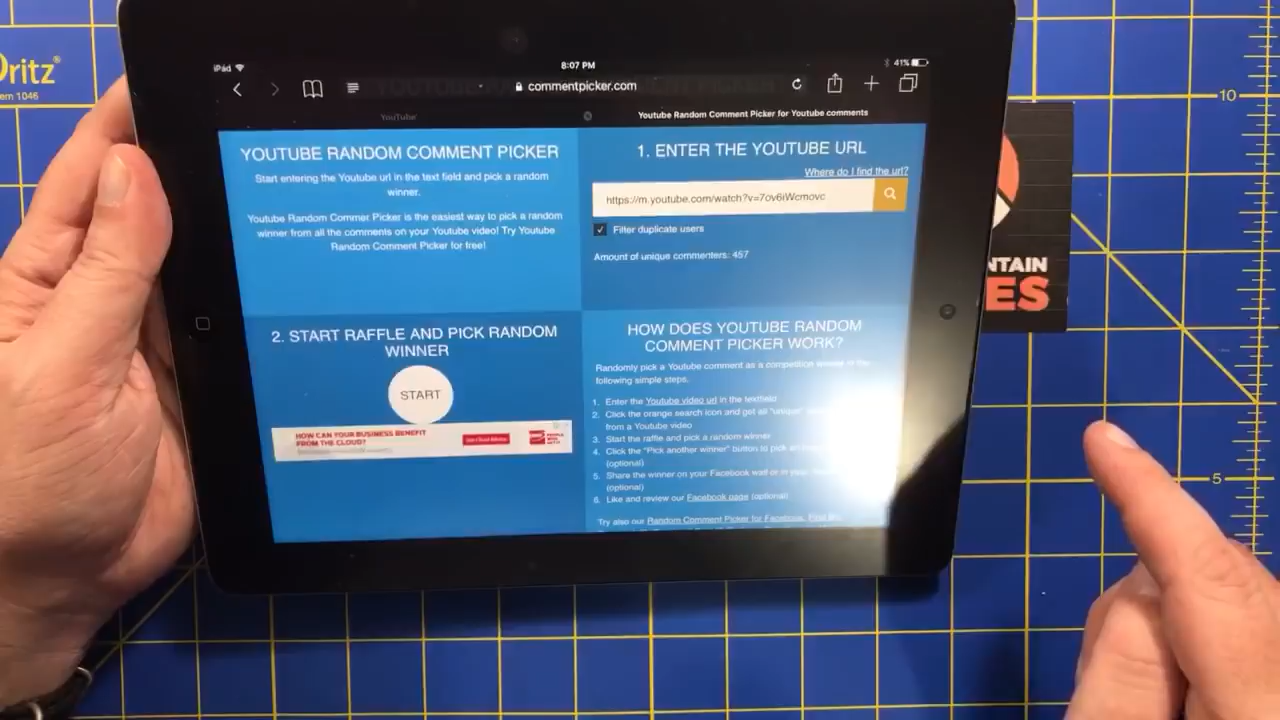 ritz®
em 1046
iPad
8:07 PM
41%
commentpicker.com
YouTube
Youtube Random Comment Picker for Youtube comments
YOUTUBE RANDOM COMMENT PICKER
Start entering the Youtube url in the text field and pick a random
winner.
Youtube Random Commer Picker is the easiest way to pick a random
winner from all the comments on your Youtube video! Try Youtube
Random Comment Picker for free!
1. ENTER THE YOUTUBE URL
Where do I find the url?
https://m.youtube.com/watch?v=7ov6iWcmovc
Filter duplicate users
Amount of unique commenters: 457
2. START RAFFLE AND PICK RANDOM
WINNER
START
HOW CAN YOUR BUSINESS BENEFIT
FROM THE CLOUD?
HOW DOES YOUTUBE RANDOM
COMMENT PICKER WORK?
Randomly pick a Youtube comment as a competition winner in the
following simple steps.
1. Enter the Youtube video url in the textfield
2. Click the orange search icon and get all "unique"
from a Youtube video
3. Start the raffle and pick a random winner
4. Click the "Pick another winner" button to pick
(optional)
5. Share the winner on your Facebook wall or in your
(optional)
6. Like and review our Facebook page (optional)
Try also our Random Comment Picker for Facebook,
NTAIN
ES
10
5